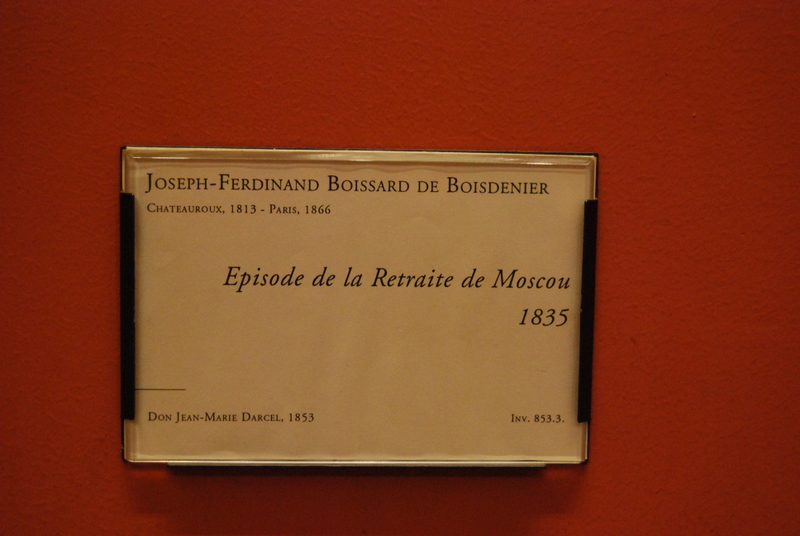 Joseph-Ferdinand Boissard de Boisdenier
Chateauroux, 1813 - Paris, 1866
Episode de la Retraite de Moscou
1835
Don Jean-Marie Darcel, 1853
Inv. 853.3.